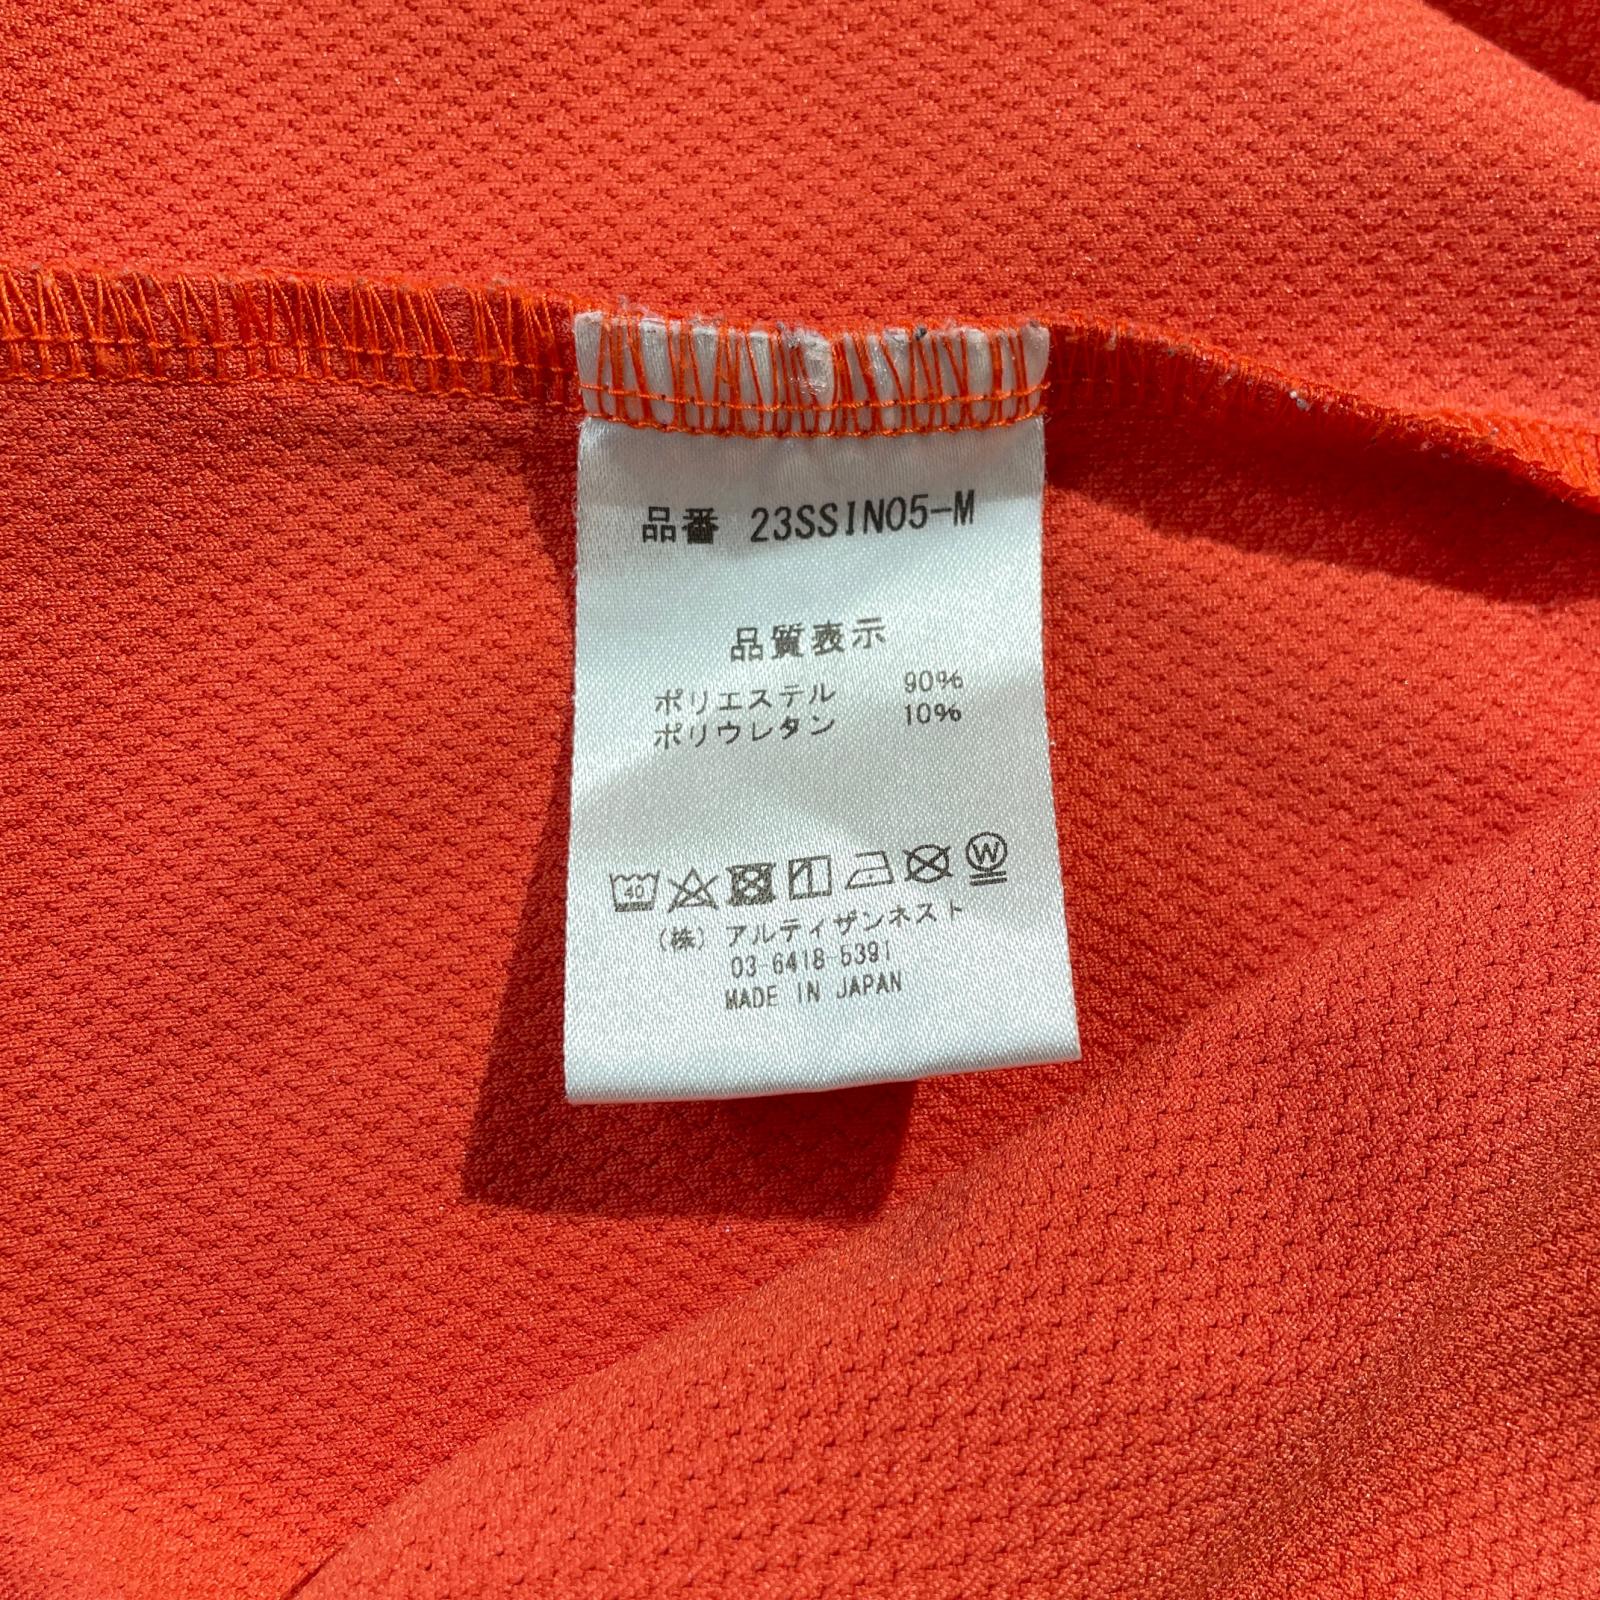 品番 23SSIN05-M
品質表示
ポリエステル 90%
ポリウレタン 10%
40 W
(株) アルティザンネスト
03-6418-5391
MADE IN JAPAN